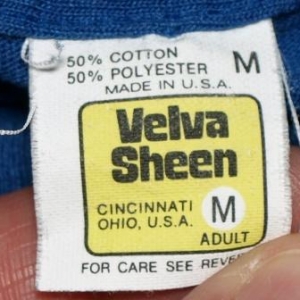 50% COTTON M
50% POLYESTER
MADE IN U.S.A.
Velva
Sheen
CINCINNATI M
OHIO, U.S.A.
ADULT
FOR CARE SEE